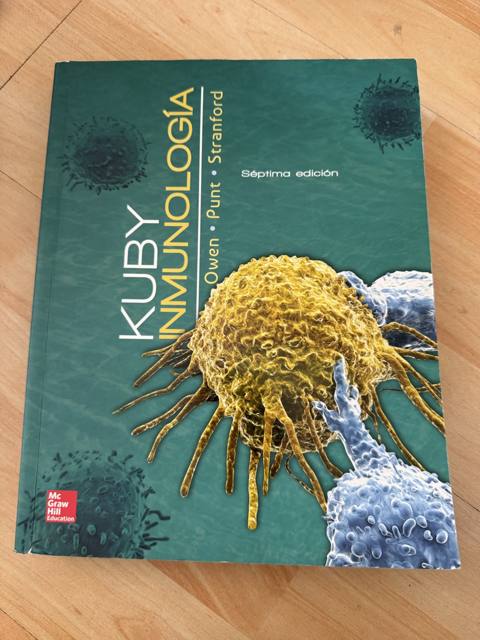 KUBY
INMUNOLOGÍA
Owen • Punt • Stranford
Séptima edición
Mc
Graw
Hill
Education